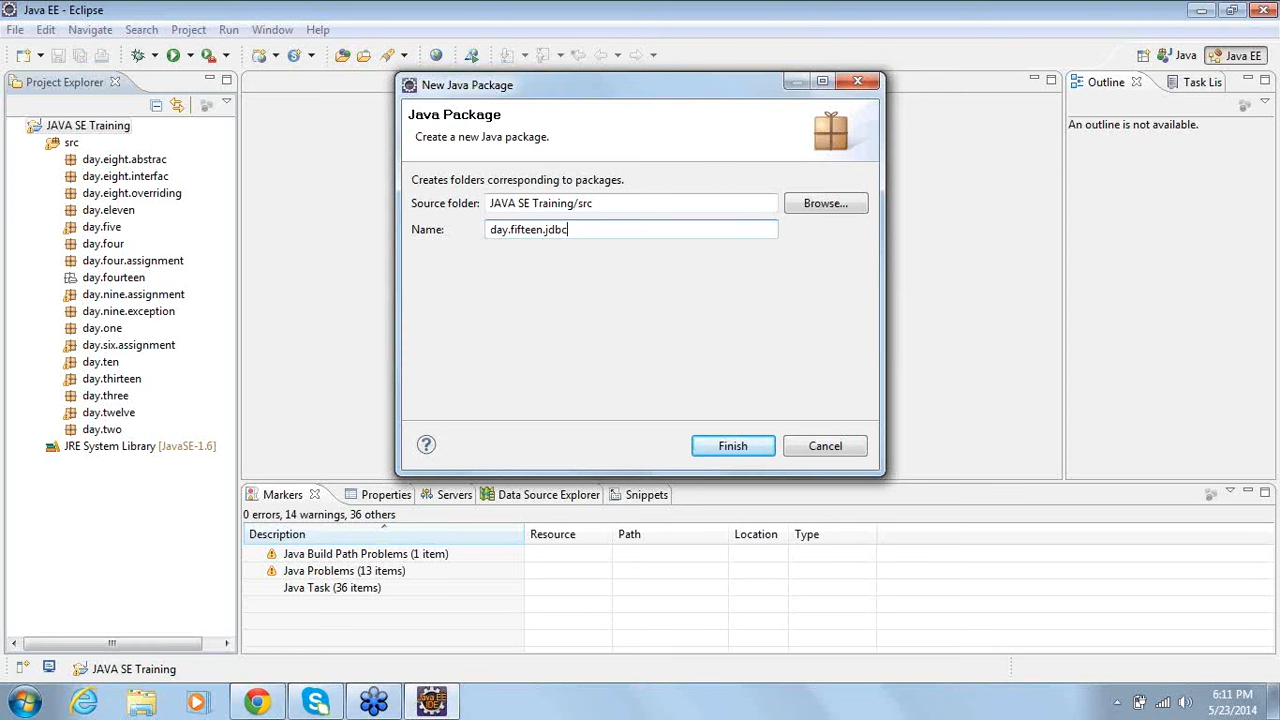 Java EE - Eclipse
File Edit Navigate Search Project Run Window Help
Java Java EE
Project Explorer
JAVA SE Training
src
day.eight.abstrac
day.eight.interfac
day.eight.overriding
day.eleven
day.five
day.four
day.four.assignment
day.fourteen
day.nine.assignment
day.nine.exception
day.one
day.six.assignment
day.ten
day.thirteen
day.three
day.twelve
day.two
JRE System Library [JavaSE-1.6]
New Java Package
Java Package
Create a new Java package.
Creates folders corresponding to packages.
Source folder: JAVA SE Training/src Browse...
Name: day.fifteen.jdbc
? Finish Cancel
Outline Task Lis
An outline is not available.
Markers Properties Servers Data Source Explorer Snippets
0 errors, 14 warnings, 36 others
Description Resource Path Location Type
Java Build Path Problems (1 item)
Java Problems (13 items)
Java Task (36 items)
JAVA SE Training
Java EE
IDE
6:11 PM
5/23/2014